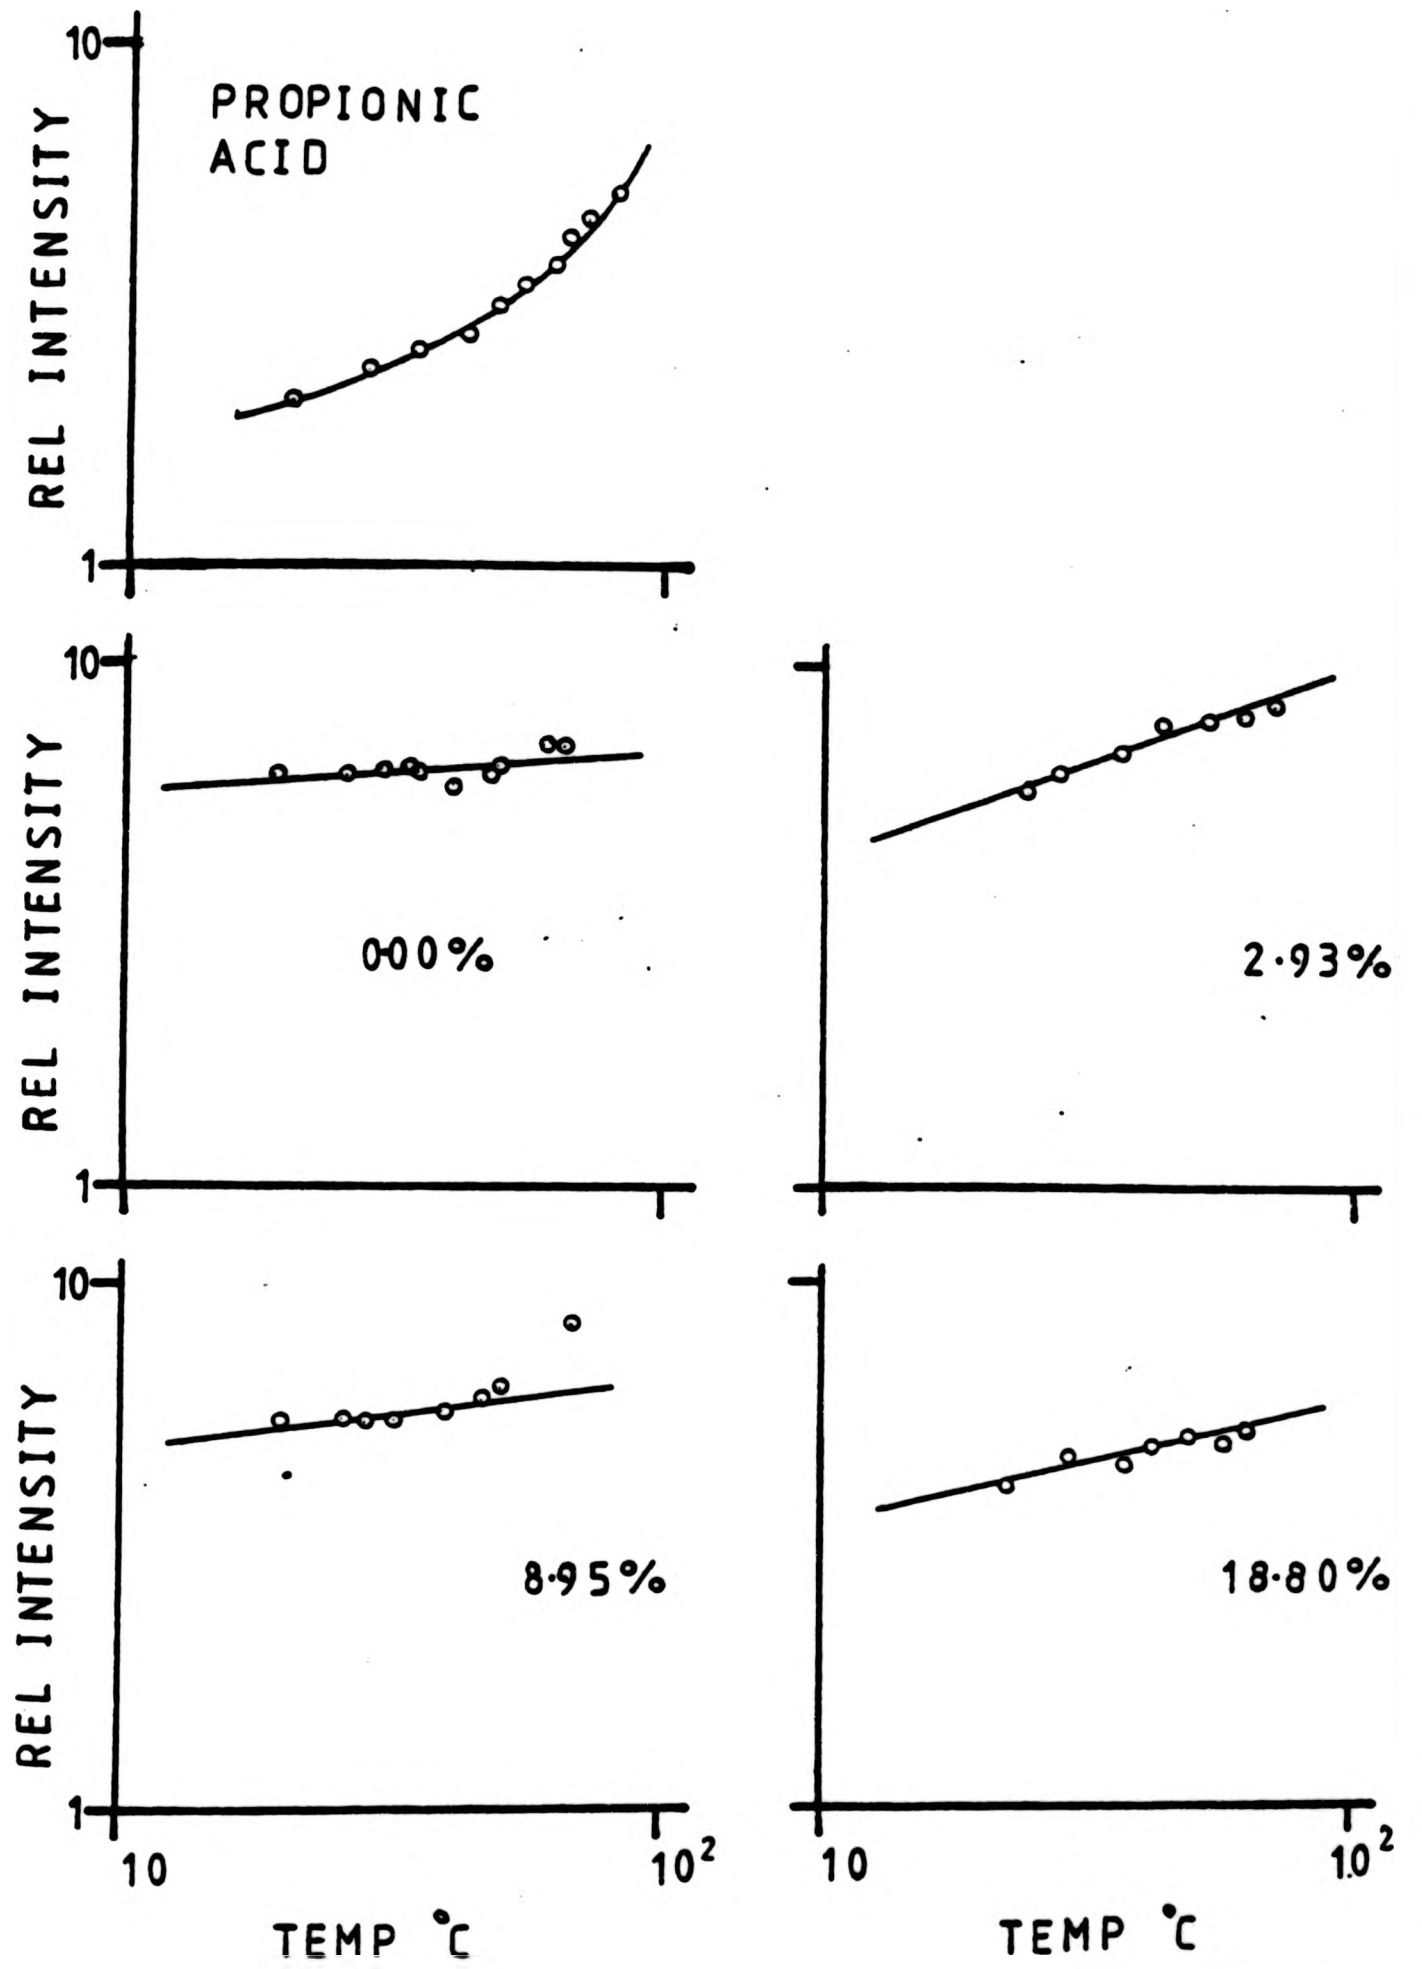 10
PROPIONIC
ACID
REL INTENSITY
1
10
REL INTENSITY
0·00%
1
2·93%
10
REL INTENSITY
8·95%
1
10
10²
TEMP °C
18·80%
10
10²
TEMP °C